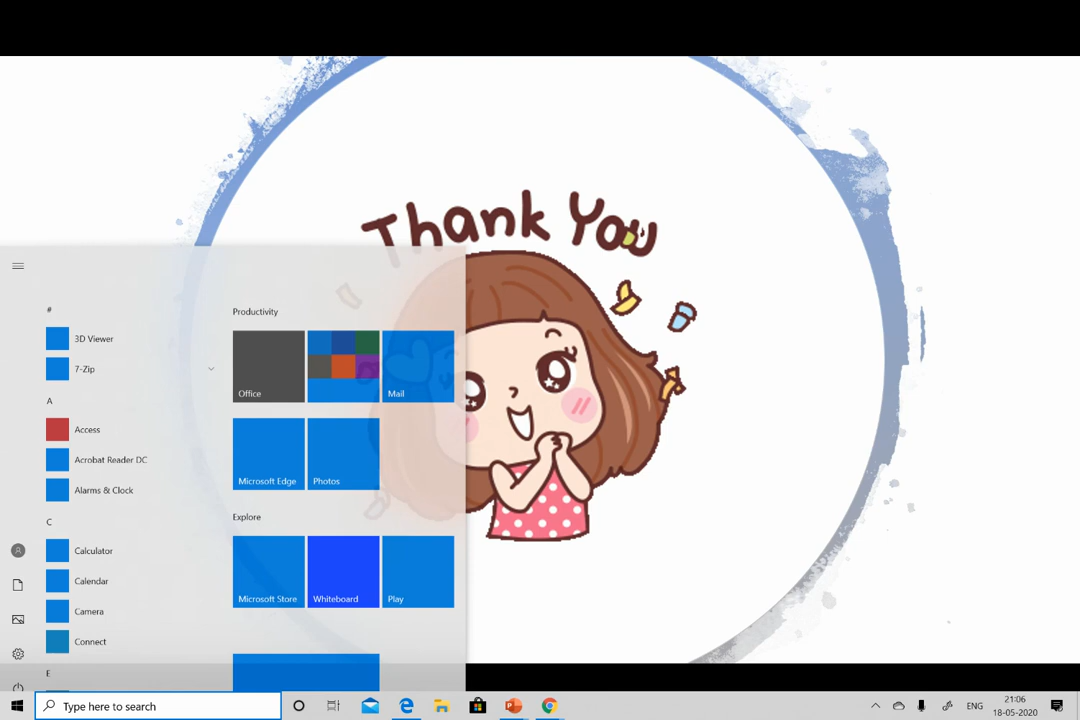 Thank You
#
3D Viewer
7-Zip
A
Access
Acrobat Reader DC
Alarms & Clock
C
Calculator
Calendar
Camera
Connect
E
Productivity
Office
Mail
Microsoft Edge
Photos
Explore
Microsoft Store
Whiteboard
Play
Type here to search
ENG
21:06
18-05-2020